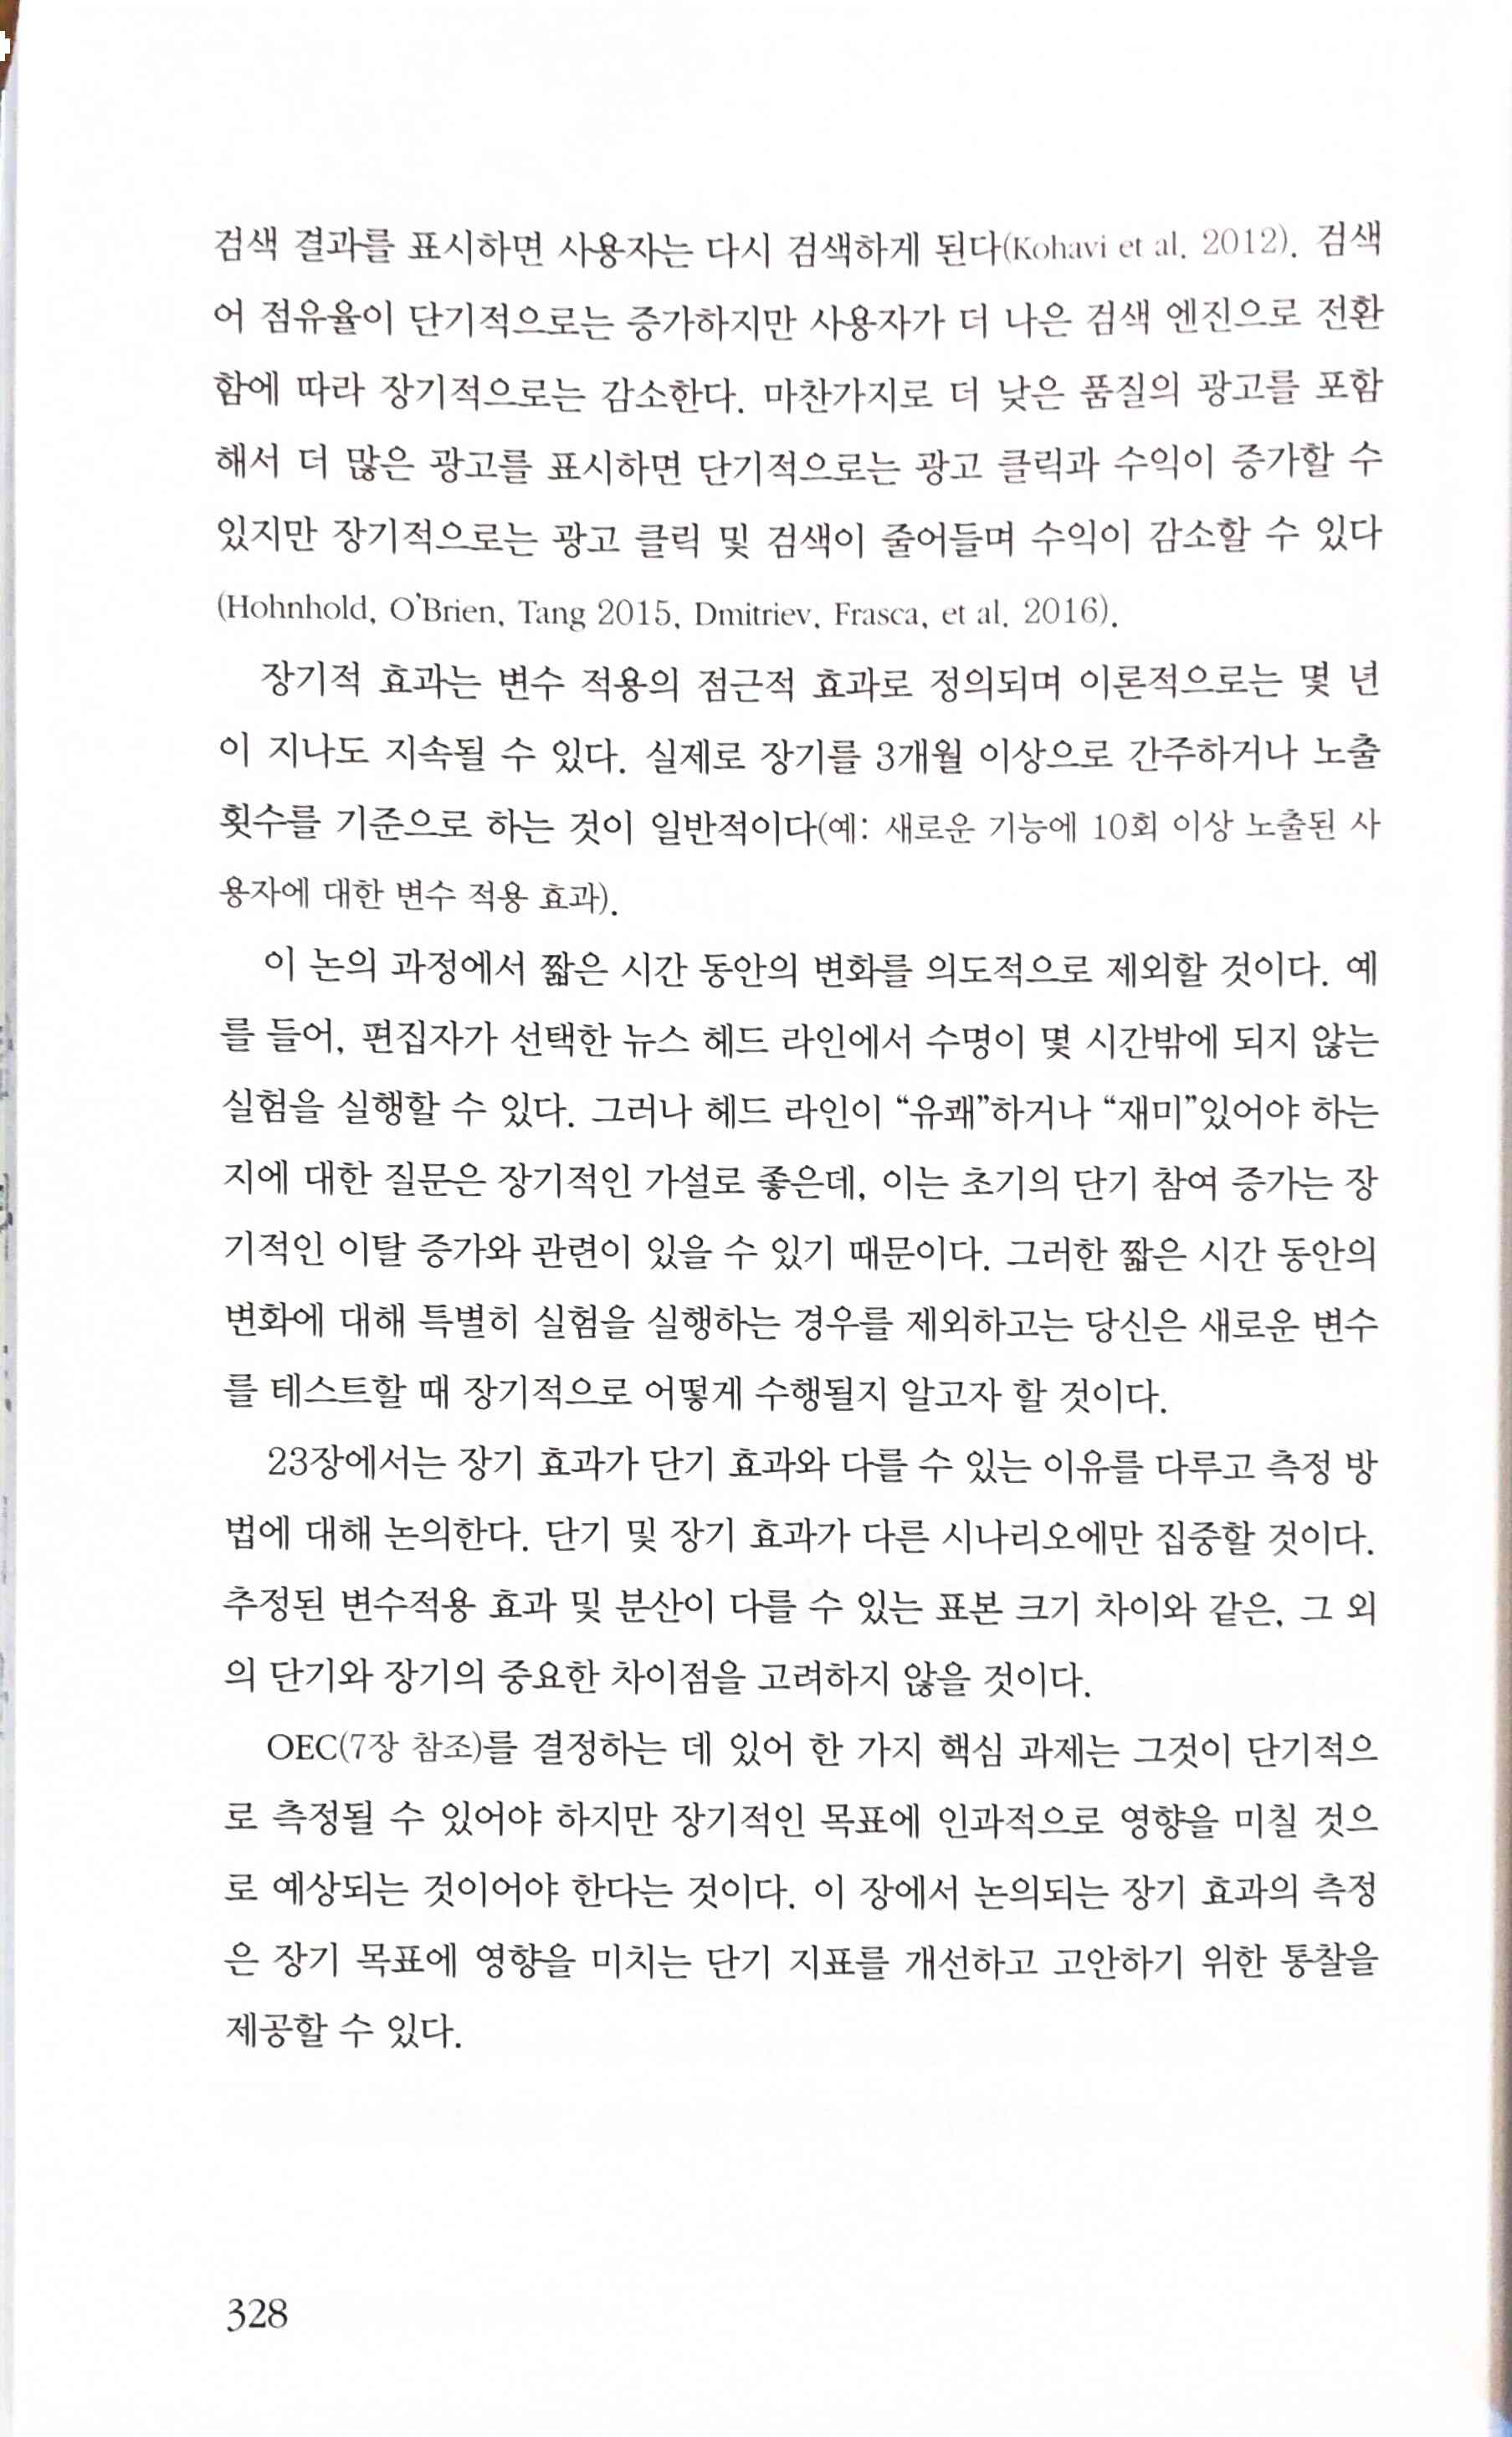 검색 결과를 표시하면 사용자는 다시 검색하게 된다(Kohavi et al. 2012). 검색
어 점유율이 단기적으로는 증가하지만 사용자가 더 나은 검색 엔진으로 전환
함에 따라 장기적으로는 감소한다. 마찬가지로 더 낮은 품질의 광고를 포함
해서 더 많은 광고를 표시하면 단기적으로는 광고 클릭과 수익이 증가할 수
있지만 장기적으로는 광고 클릭 및 검색이 줄어들며 수익이 감소할 수 있다
(Hohnhold, O'Brien, Tang 2015, Dmitriev, Frasca, et al. 2016).
장기적 효과는 변수 적용의 점근적 효과로 정의되며 이론적으로는 몇 년
이 지나도 지속될 수 있다. 실제로 장기를 3개월 이상으로 간주하거나 노출
횟수를 기준으로 하는 것이 일반적이다(예: 새로운 기능에 10회 이상 노출된 사
용자에 대한 변수 적용 효과).
이 논의 과정에서 짧은 시간 동안의 변화를 의도적으로 제외할 것이다. 예
를 들어, 편집자가 선택한 뉴스 헤드 라인에서 수명이 몇 시간밖에 되지 않는
실험을 실행할 수 있다. 그러나 헤드 라인이 “유쾌”하거나 “재미”있어야 하는
지에 대한 질문은 장기적인 가설로 좋은데, 이는 초기의 단기 참여 증가는 장
기적인 이탈 증가와 관련이 있을 수 있기 때문이다. 그러한 짧은 시간 동안의
변화에 대해 특별히 실험을 실행하는 경우를 제외하고는 당신은 새로운 변수
를 테스트할 때 장기적으로 어떻게 수행될지 알고자 할 것이다.
23장에서는 장기 효과가 단기 효과와 다를 수 있는 이유를 다루고 측정 방
법에 대해 논의한다. 단기 및 장기 효과가 다른 시나리오에만 집중할 것이다.
추정된 변수적용 효과 및 분산이 다를 수 있는 표본 크기 차이와 같은, 그 외
의 단기와 장기의 중요한 차이점을 고려하지 않을 것이다.
OEC(7장 참조)를 결정하는 데 있어 한 가지 핵심 과제는 그것이 단기적으
로 측정될 수 있어야 하지만 장기적인 목표에 인과적으로 영향을 미칠 것으
로 예상되는 것이어야 한다는 것이다. 이 장에서 논의되는 장기 효과의 측정
은 장기 목표에 영향을 미치는 단기 지표를 개선하고 고안하기 위한 통찰을
제공할 수 있다.
328